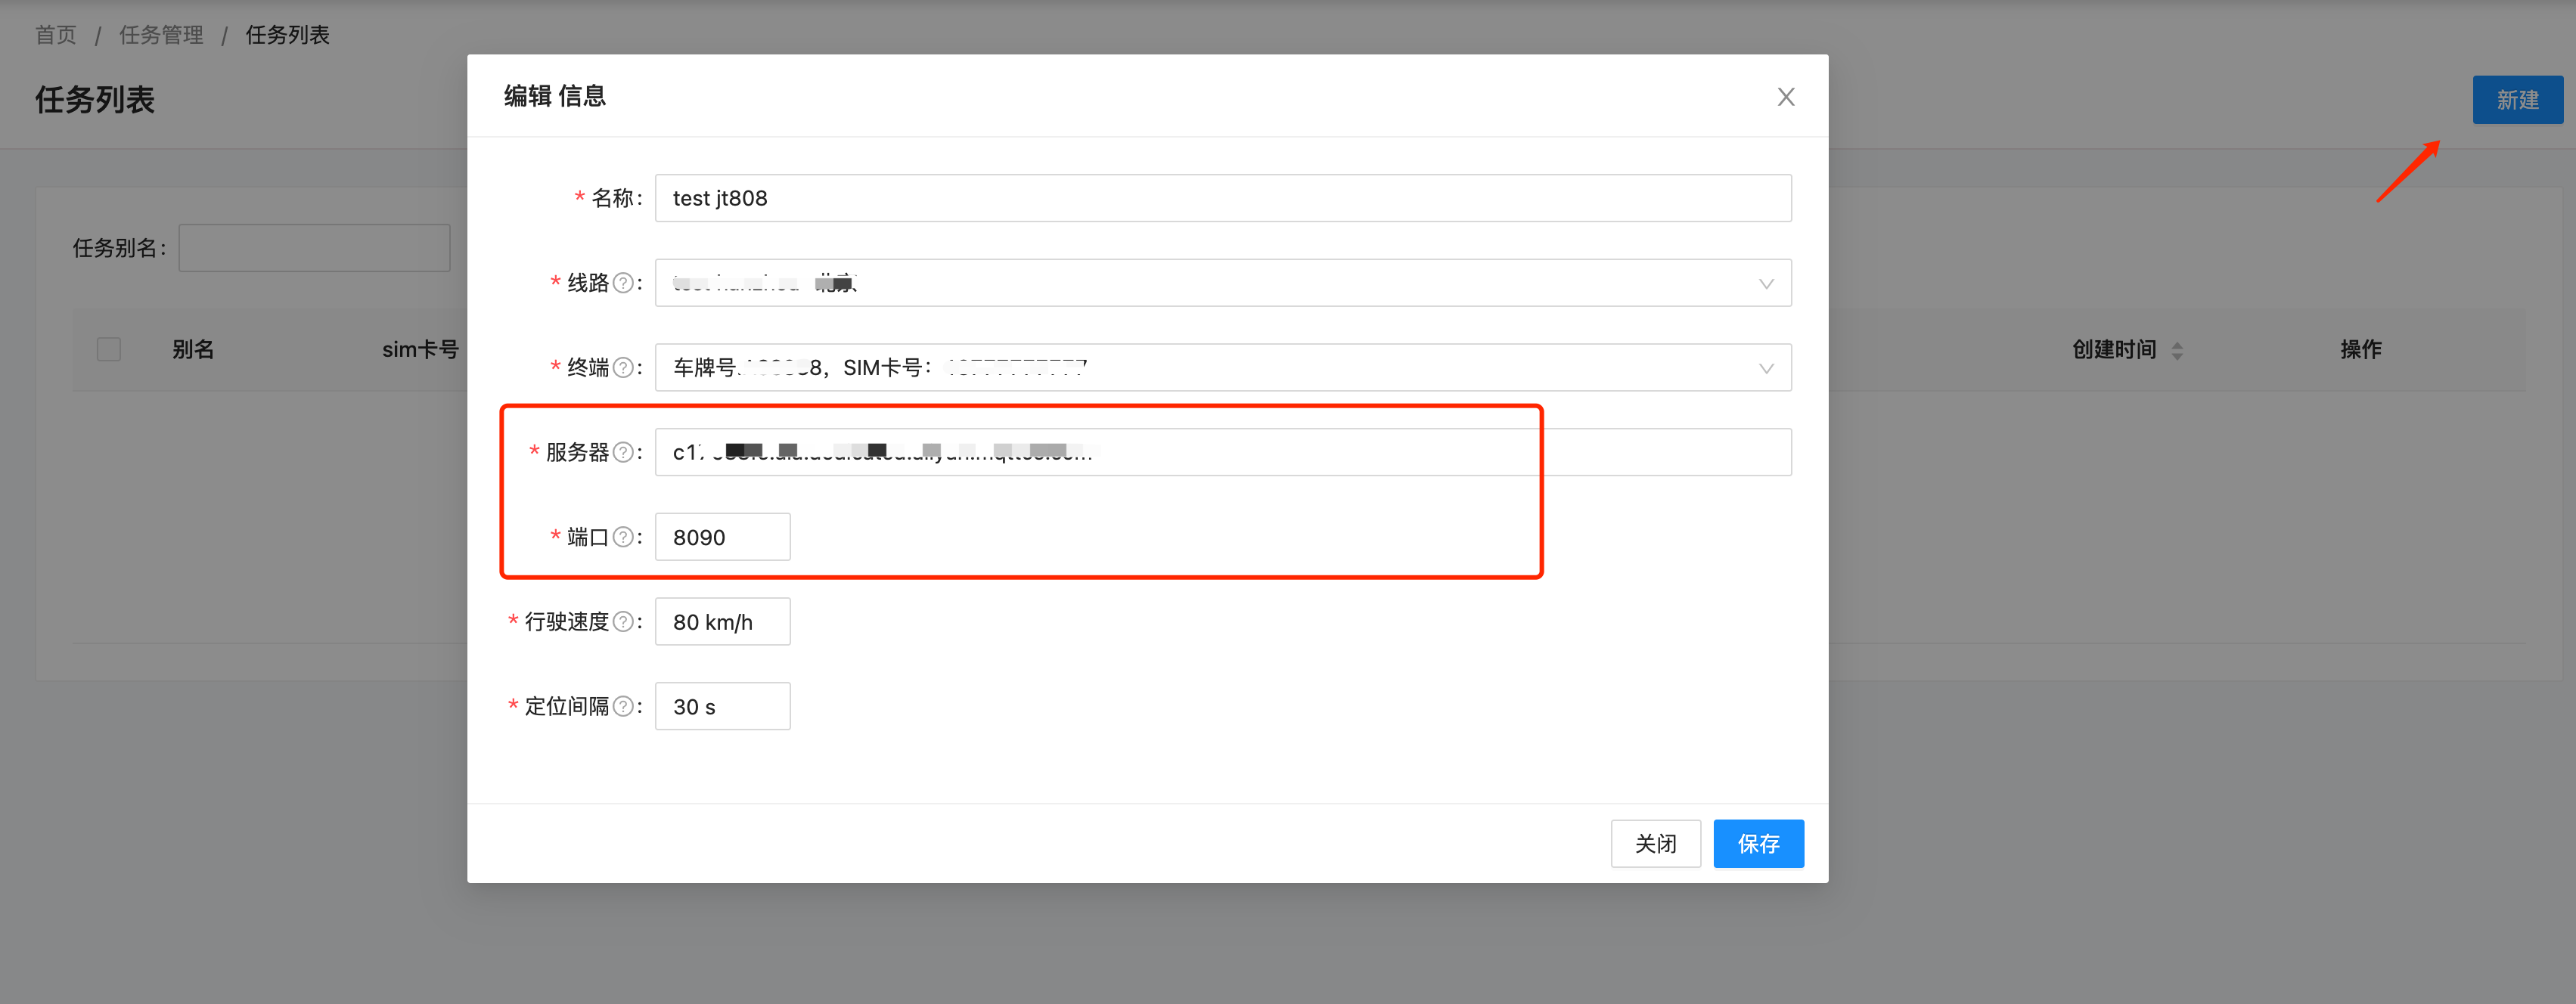 首页 / 任务管理 / 任务列表
任务列表
新建
任务别名:
别名 sim卡号 创建时间 操作
编辑 信息
* 名称: test jt808
* 线路?:
* 终端?: 车牌号 8, SIM卡号:
* 服务器?: c1
* 端口?: 8090
* 行驶速度?: 80 km/h
* 定位间隔?: 30 s
关闭 保存